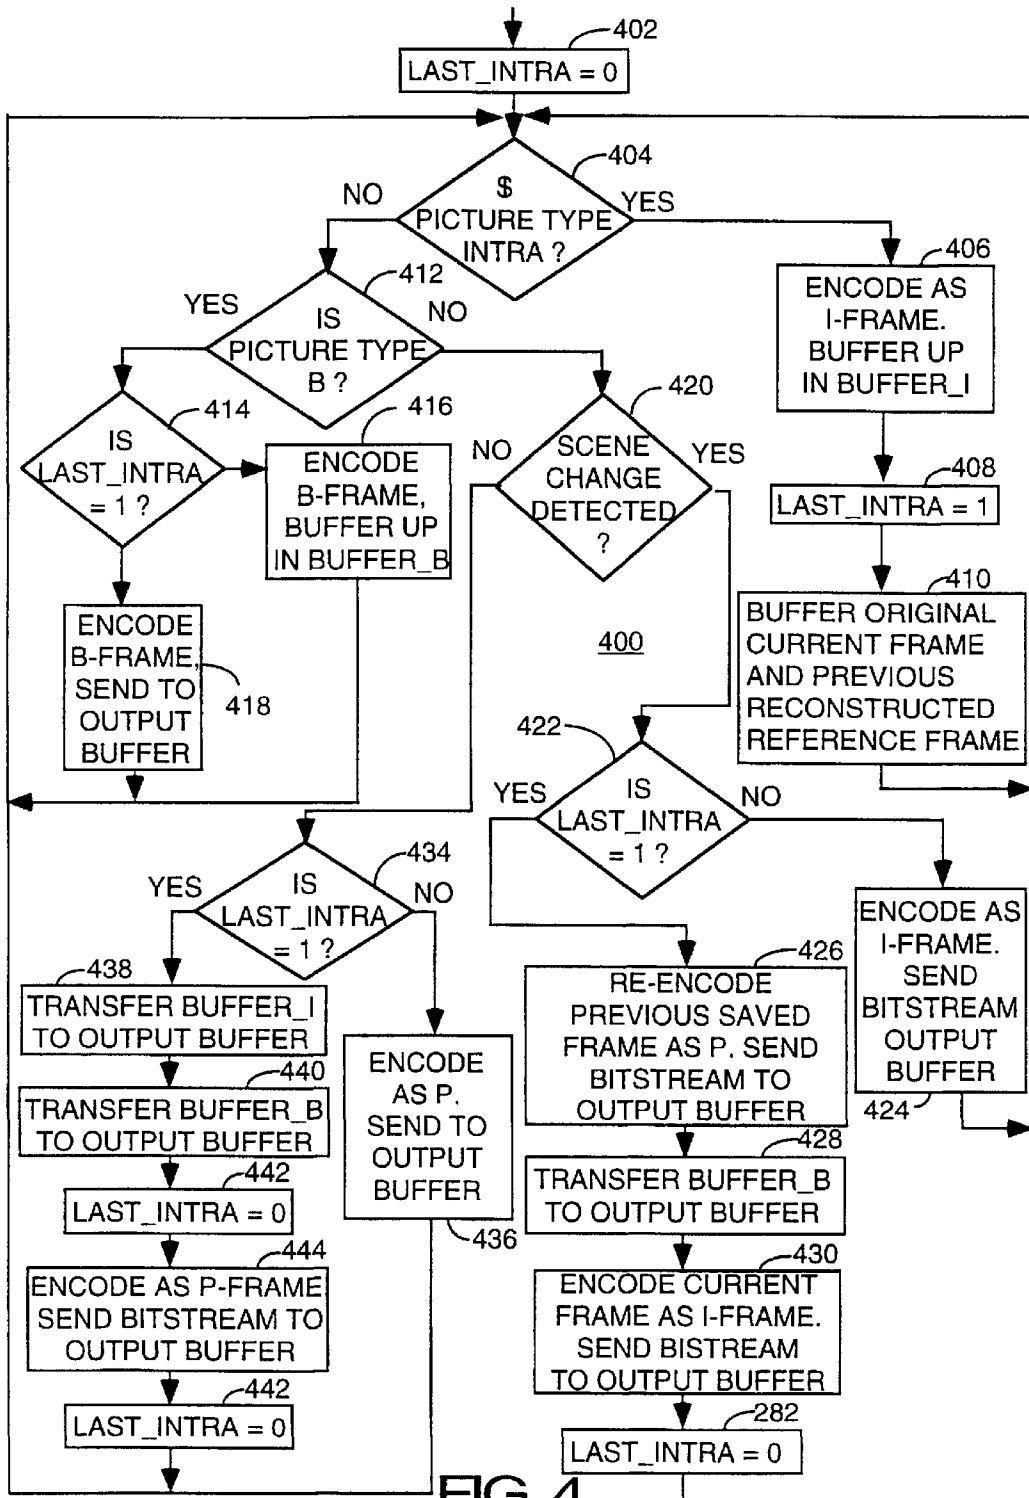 402
LAST_INTRA = 0
404
$
PICTURE TYPE
INTRA ?
NO
YES
406
ENCODE AS
I-FRAME.
BUFFER UP
IN BUFFER_I
412
IS
PICTURE TYPE
B ?
YES
NO
408
LAST_INTRA = 1
410
BUFFER ORIGINAL
CURRENT FRAME
AND PREVIOUS
RECONSTRUCTED
REFERENCE FRAME
414
IS
LAST_INTRA
= 1 ?
416
ENCODE
B-FRAME,
BUFFER UP
IN BUFFER_B
ENCODE
B-FRAME,
SEND TO
OUTPUT
BUFFER
418
420
SCENE
CHANGE
DETECTED
?
NO
YES
400
422
IS
LAST_INTRA
= 1 ?
YES
NO
ENCODE AS
I-FRAME.
SEND
BITSTREAM
OUTPUT
BUFFER
424
434
IS
LAST_INTRA
= 1 ?
YES
NO
438
TRANSFER BUFFER_I
TO OUTPUT BUFFER
440
TRANSFER BUFFER_B
TO OUTPUT BUFFER
442
LAST_INTRA = 0
444
ENCODE AS P-FRAME
SEND BITSTREAM TO
OUTPUT BUFFER
442
LAST_INTRA = 0
ENCODE
AS P.
SEND TO
OUTPUT
BUFFER
436
426
RE-ENCODE
PREVIOUS SAVED
FRAME AS P. SEND
BITSTREAM TO
OUTPUT BUFFER
428
TRANSFER BUFFER_B
TO OUTPUT BUFFER
430
ENCODE CURRENT
FRAME AS I-FRAME.
SEND BISTREAM
TO OUTPUT BUFFER
282
LAST_INTRA = 0
FIG 4